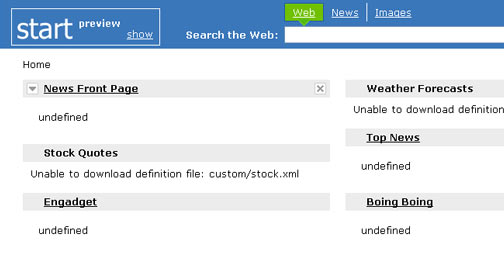 start preview show
Web News Images
Search the Web:
Home
News Front Page
undefined
Stock Quotes
Unable to download definition file: custom/stock.xml
Engadget
undefined
Weather Forecasts
Unable to download definition
Top News
undefined
Boing Boing
undefined